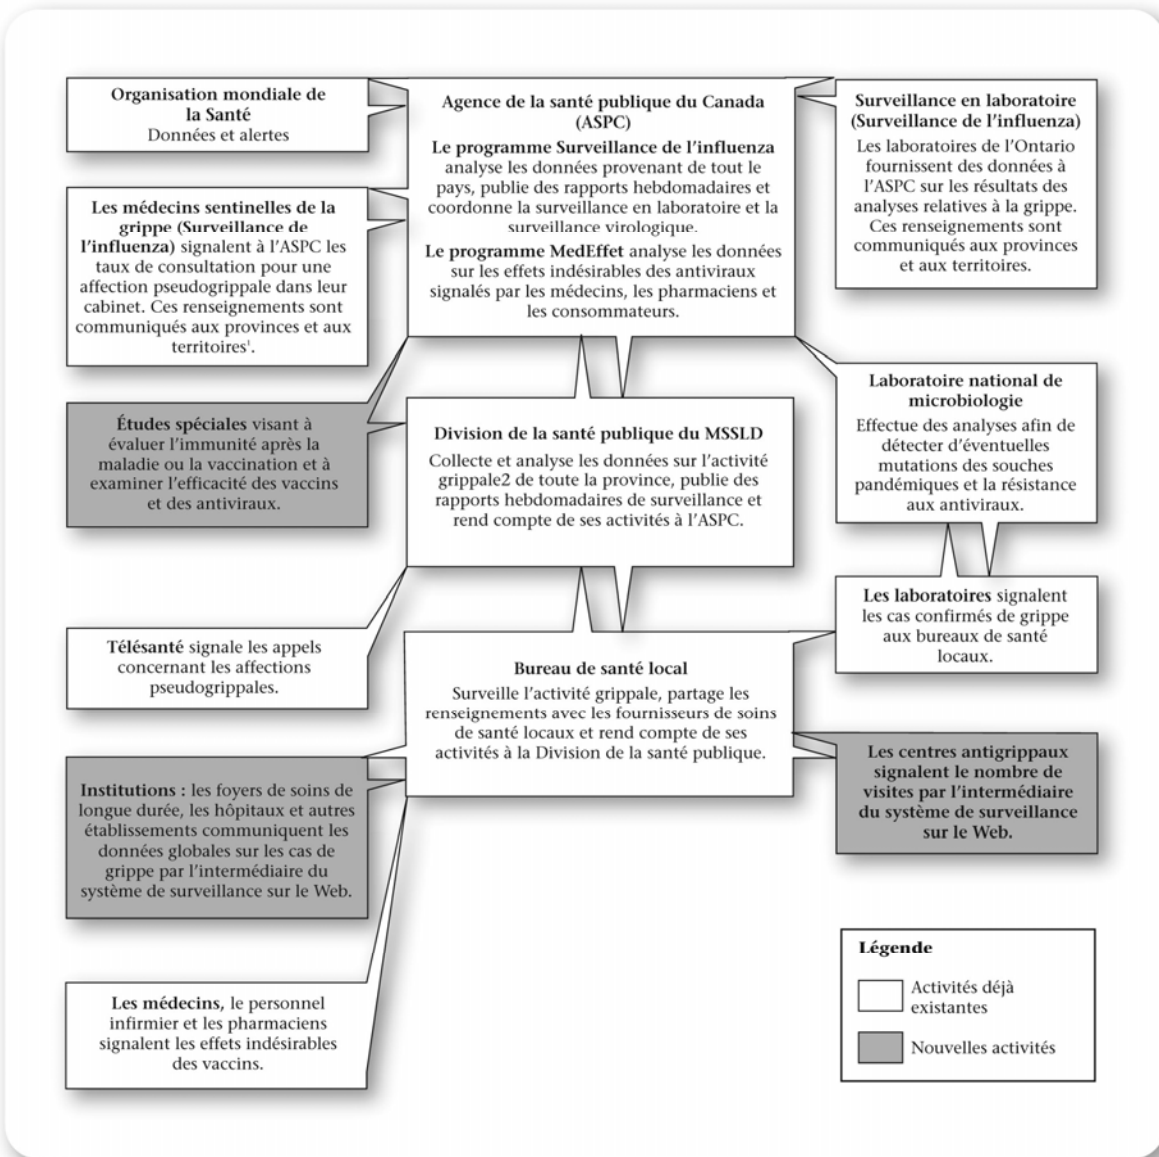 Organisation mondiale de
la Santé
Données et alertes
Agence de la santé publique du Canada
(ASPC)
Le programme Surveillance de l'influenza
analyse les données provenant de tout le
pays, publie des rapports hebdomadaires et
coordonne la surveillance en laboratoire et la
surveillance virologique.
Le programme MedEffet analyse les données
sur les effets indésirables des antiviraux
signalés par les médecins, les pharmaciens et
les consommateurs.
Surveillance en laboratoire
(Surveillance de l'influenza)
Les laboratoires de l'Ontario
fournissent des données à
l'ASPC sur les résultats des
analyses relatives à la grippe.
Ces renseignements sont
communiqués aux provinces
et aux territoires.
Les médecins sentinelles de la
grippe (Surveillance de
l'influenza) signalent à l'ASPC les
taux de consultation pour une
affection pseudogrippale dans leur
cabinet. Ces renseignements sont
communiqués aux provinces et aux
territoires¹.
Études spéciales visant à
évaluer l'immunité après la
maladie ou la vaccination et à
examiner l'efficacité des vaccins
et des antiviraux.
Division de la santé publique du MSSLD
Collecte et analyse les données sur l'activité
grippale2 de toute la province, publie des
rapports hebdomadaires de surveillance et
rend compte de ses activités à l'ASPC.
Laboratoire national de
microbiologie
Effectue des analyses afin de
détecter d'éventuelles
mutations des souches
pandémiques et la résistance
aux antiviraux.
Les laboratoires signalent
les cas confirmés de grippe
aux bureaux de santé
locaux.
Télésanté signale les appels
concernant les affections
pseudogrippales.
Bureau de santé local
Surveille l'activité grippale, partage les
renseignements avec les fournisseurs de soins
de santé locaux et rend compte de ses
activités à la Division de la santé publique.
Institutions : les foyers de soins de
longue durée, les hôpitaux et autres
établissements communiquent les
données globales sur les cas de
grippe par l'intermédiaire du
système de surveillance sur le Web.
Les centres antigrippaux
signalent le nombre de
visites par l'intermédiaire
du système de surveillance
sur le Web.
Les médecins, le personnel
infirmier et les pharmaciens
signalent les effets indésirables
des vaccins.
Légende
Activités déjà
existantes
Nouvelles activités